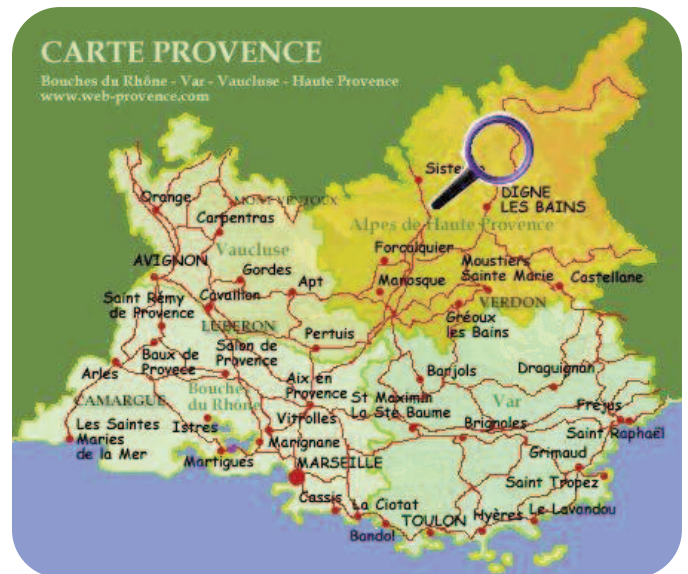 CARTE PROVENCE
Bouches du Rhône - Var - Vaucluse - Haute Provence
www.web-provence.com
Orange
MONT VENTOUX
Carpentras
Vaucluse
DIGNE
LES BAINS
Alpes de Haute Provence
AVIGNON
Gordes
Apt
Forcalquier
Manosque
Moustiers
Sainte Marie
Castellane
Saint Rémy
de Provence
Cavaillon
LUBERON
VERDON
Gréoux
les Bains
Pertuis
Salon de
Provence
Baux de
Provece
Arles
Barjols
Draguignan
Aix en
Provence
Bouches
du Rhône
CAMARGUE
St Maximin
La Ste Baume
Var
Fréjus
Saint Raphaël
Les Saintes
Maries
de la Mer
Istres
Vitrolles
Marignane
Brignoles
Grimaud
Martigues
MARSEILLE
Saint Tropez
Cassis
La Ciotat
Bandol
TOULON
Hyères
Le Lavandou